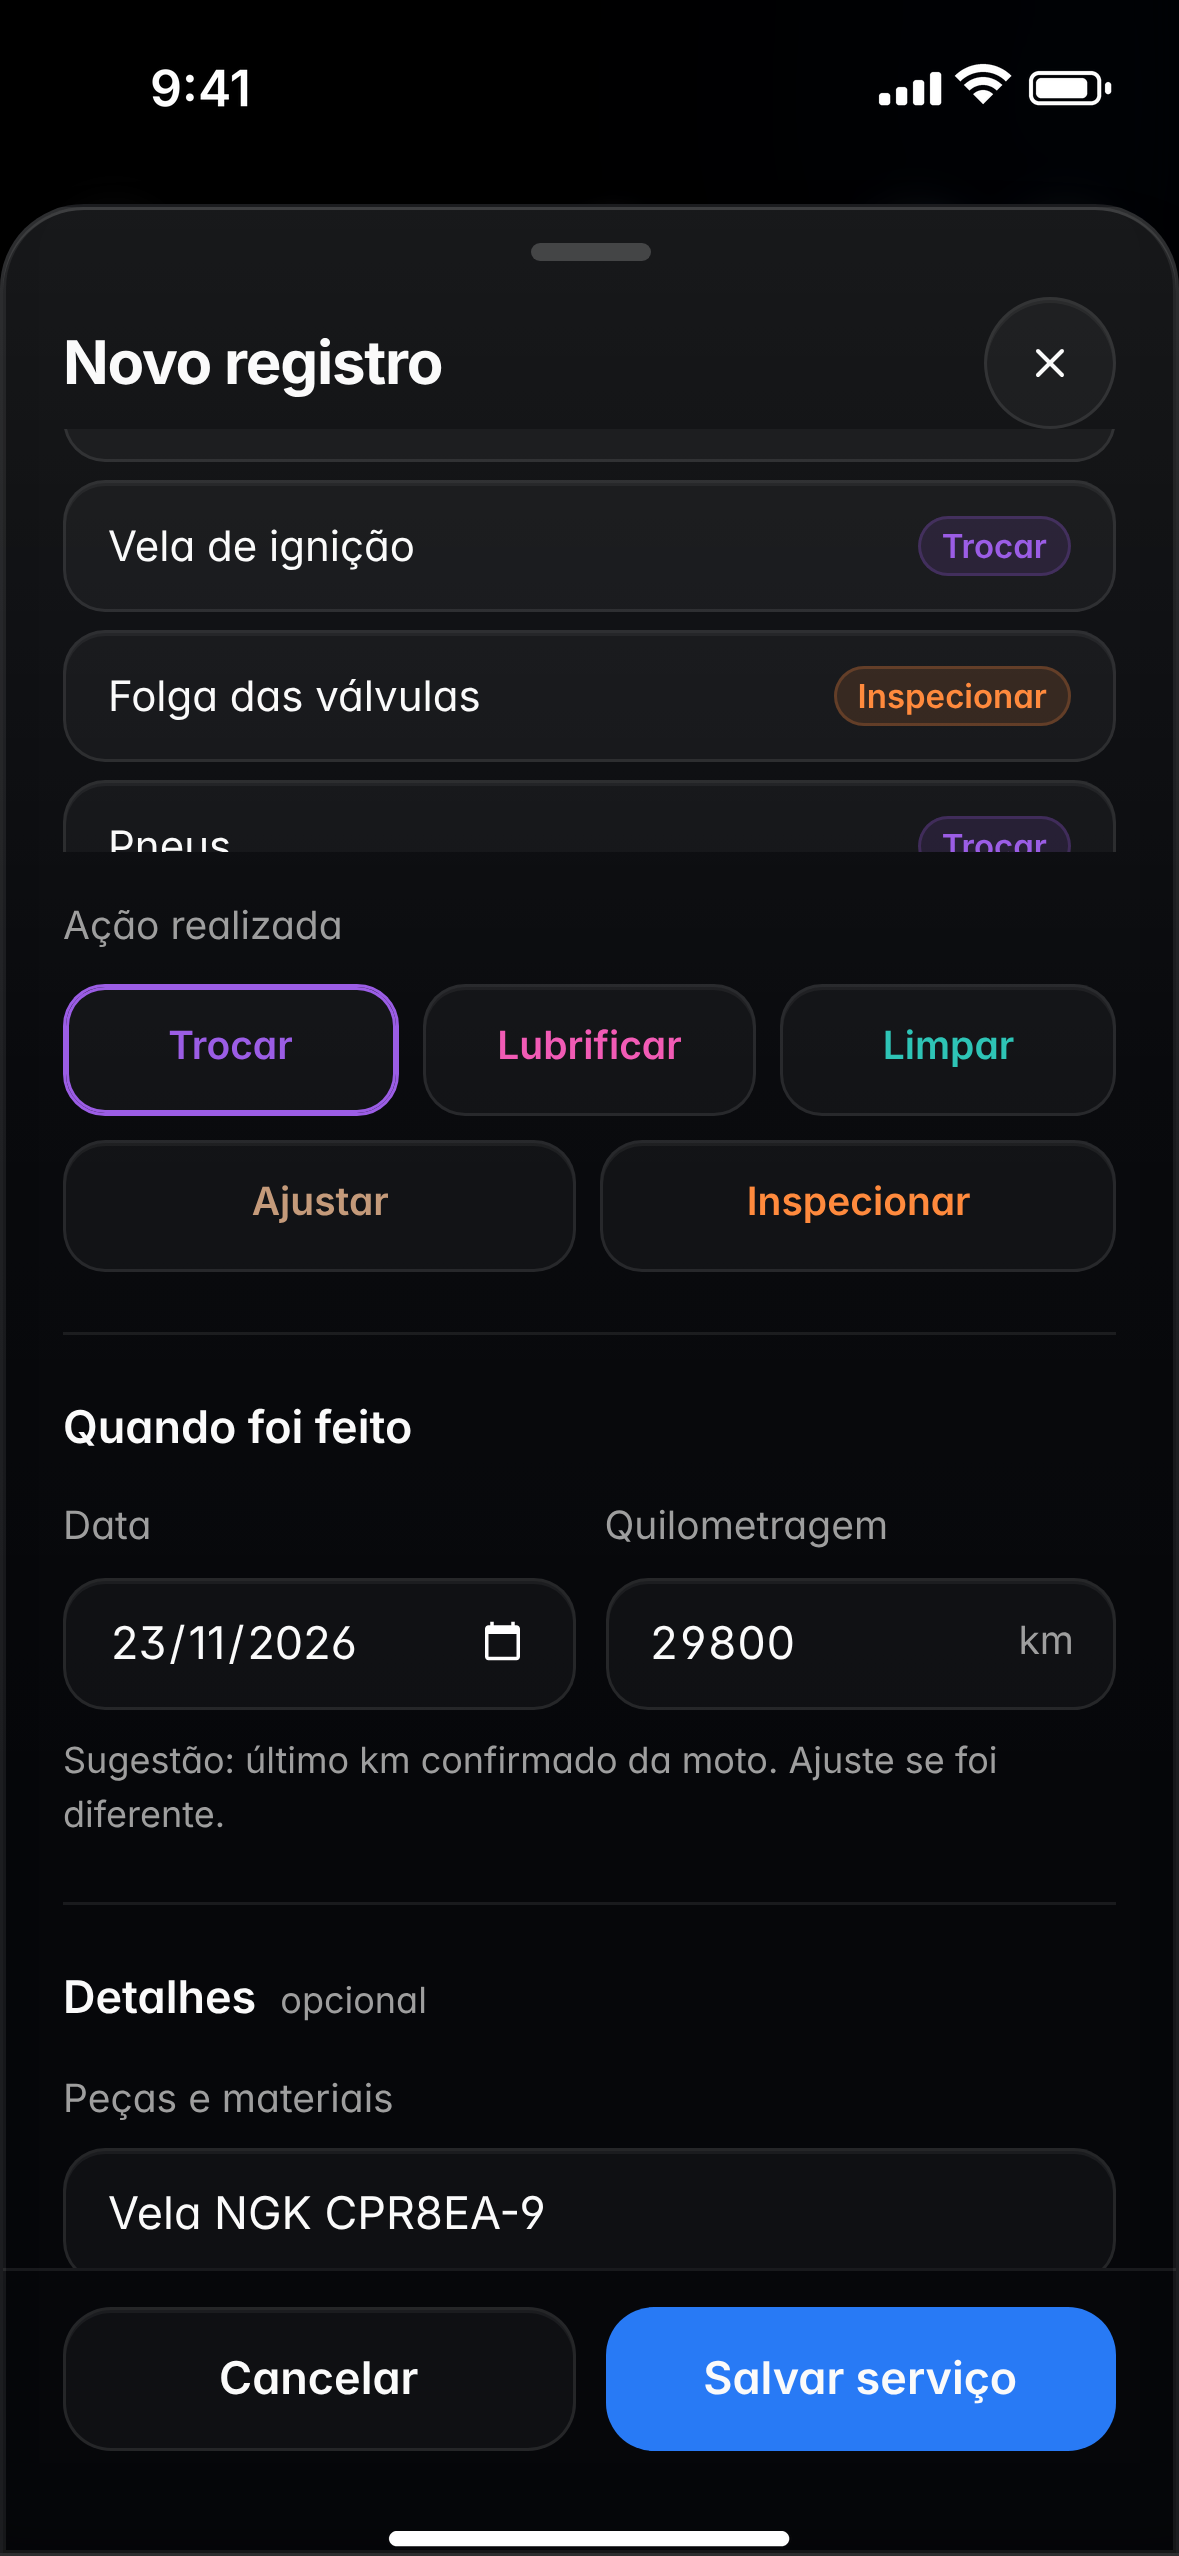 9:41
Novo registro
Vela de ignição Trocar
Folga das válvulas Inspecionar
Pneus Trocar
Ação realizada
Trocar Lubrificar Limpar
Ajustar Inspecionar
Quando foi feito
Data Quilometragem
23/11/2026 29800 km
Sugestão: último km confirmado da moto. Ajuste se foi
diferente.
Detalhes opcional
Peças e materiais
Vela NGK CPR8EA-9
Cancelar Salvar serviço